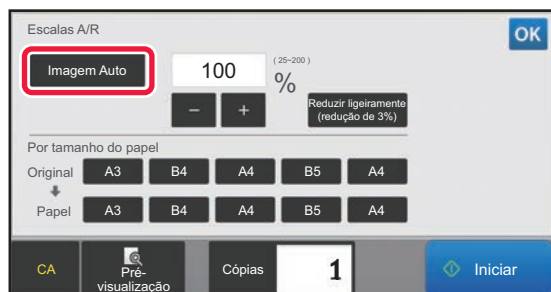 Escalas A/R
OK
Imagem Auto
100
(25~200)
%
Reduzir ligeiramente
(redução de 3%)
－
＋
Por tamanho do papel
Original A3 B4 A4 B5 A4
Papel A3 B4 A4 B5 A4
CA
Pré-
visualização
Cópias
1
Iniciar